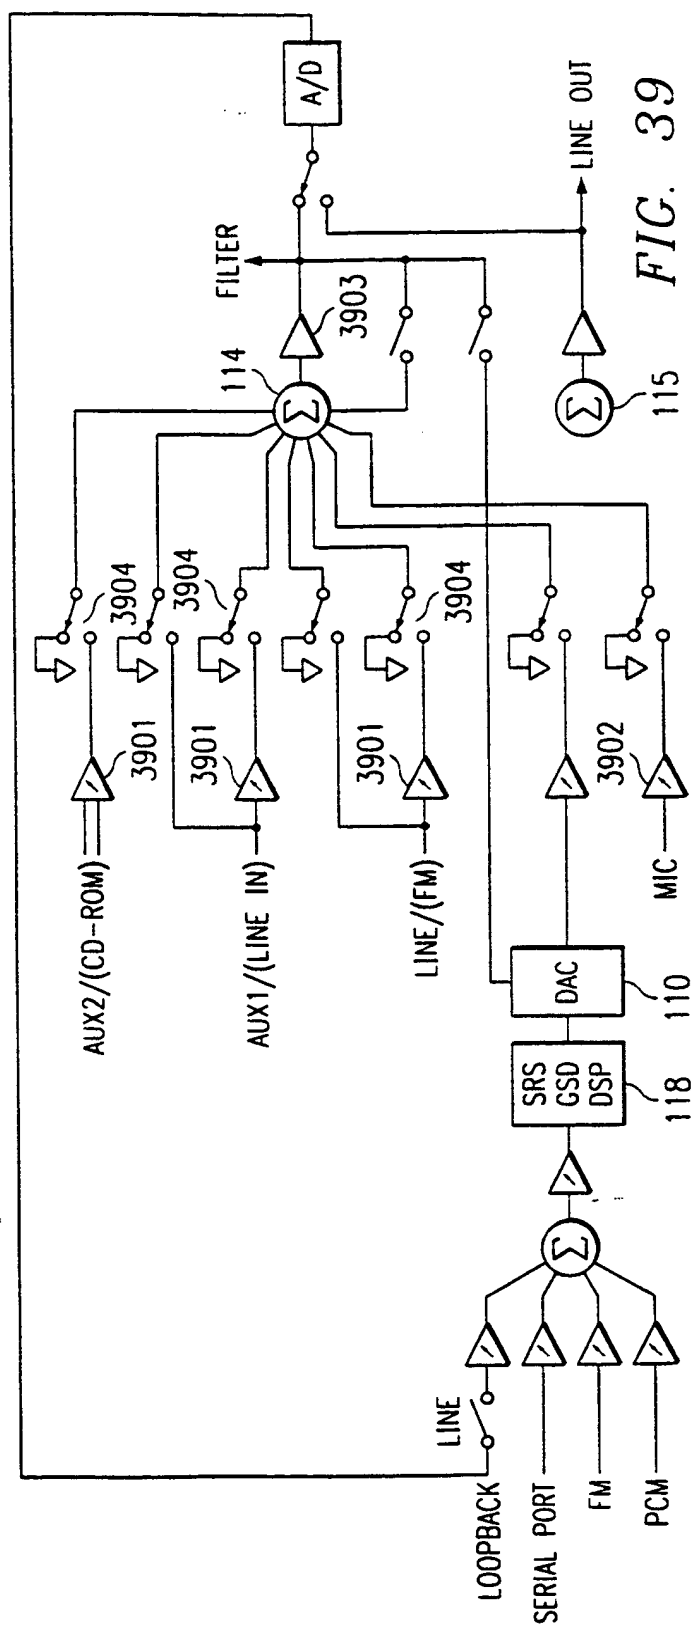 A/D
LINE OUT
FIG. 39
FILTER
3903
114
115
3904
3904
3904
3901
3901
3901
3902
AUX2/(CD-ROM)
AUX1/(LINE IN)
LINE/(FM)
MIC
DAC
110
SRS
GSD
DSP
118
Σ
Σ
Σ
LINE
LOOPBACK
SERIAL PORT
FM
PCM